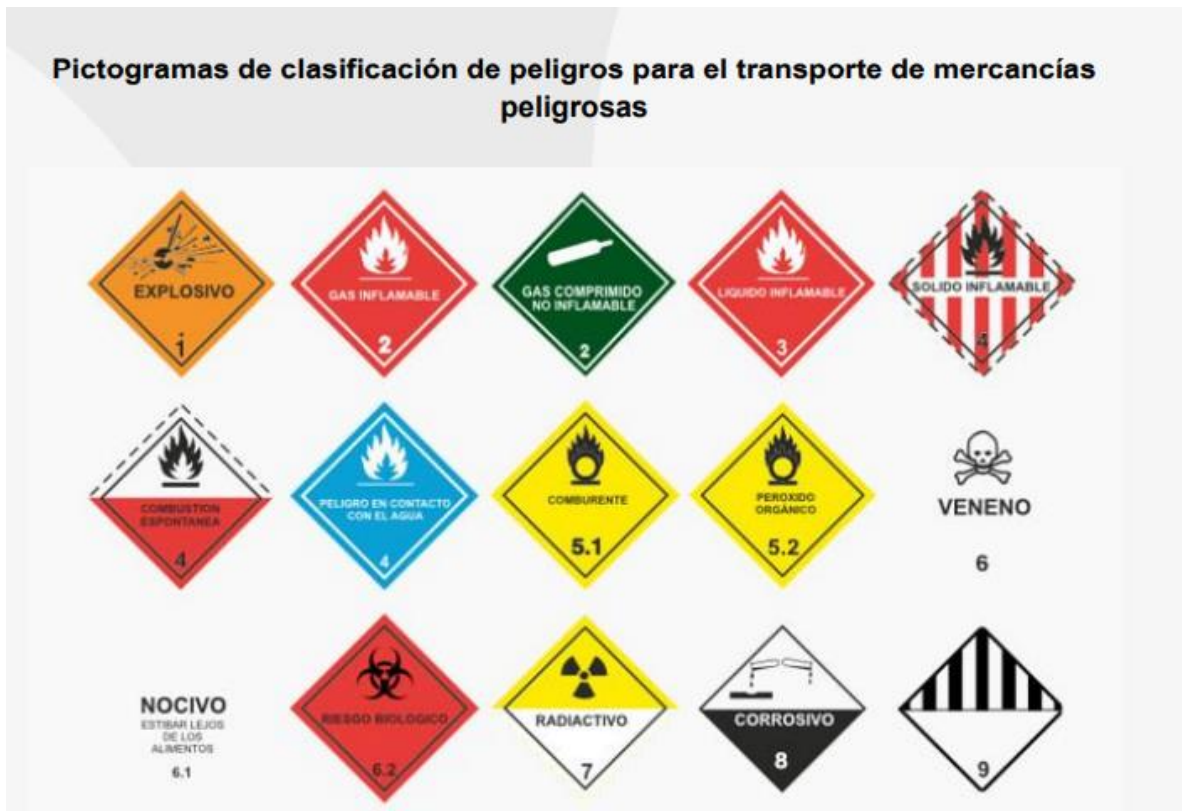 Pictogramas de clasificación de peligros para el transporte de mercancías
peligrosas
EXPLOSIVO
1
GAS INFLAMABLE
2
GAS COMPRIMIDO
NO INFLAMABLE
2
LIQUIDO INFLAMABLE
3
SOLIDO INFLAMABLE
4
COMBUSTION
ESPONTANEA
4
PELIGRO EN CONTACTO
CON EL AGUA
4
COMBURENTE
5.1
PEROXIDO
ORGÁNICO
5.2
VENENO
6
NOCIVO
ESTIBAR LEJOS
DE LOS
ALIMENTOS
6.1
RIESGO BIOLOGICO
6.2
RADIACTIVO
7
CORROSIVO
8
9